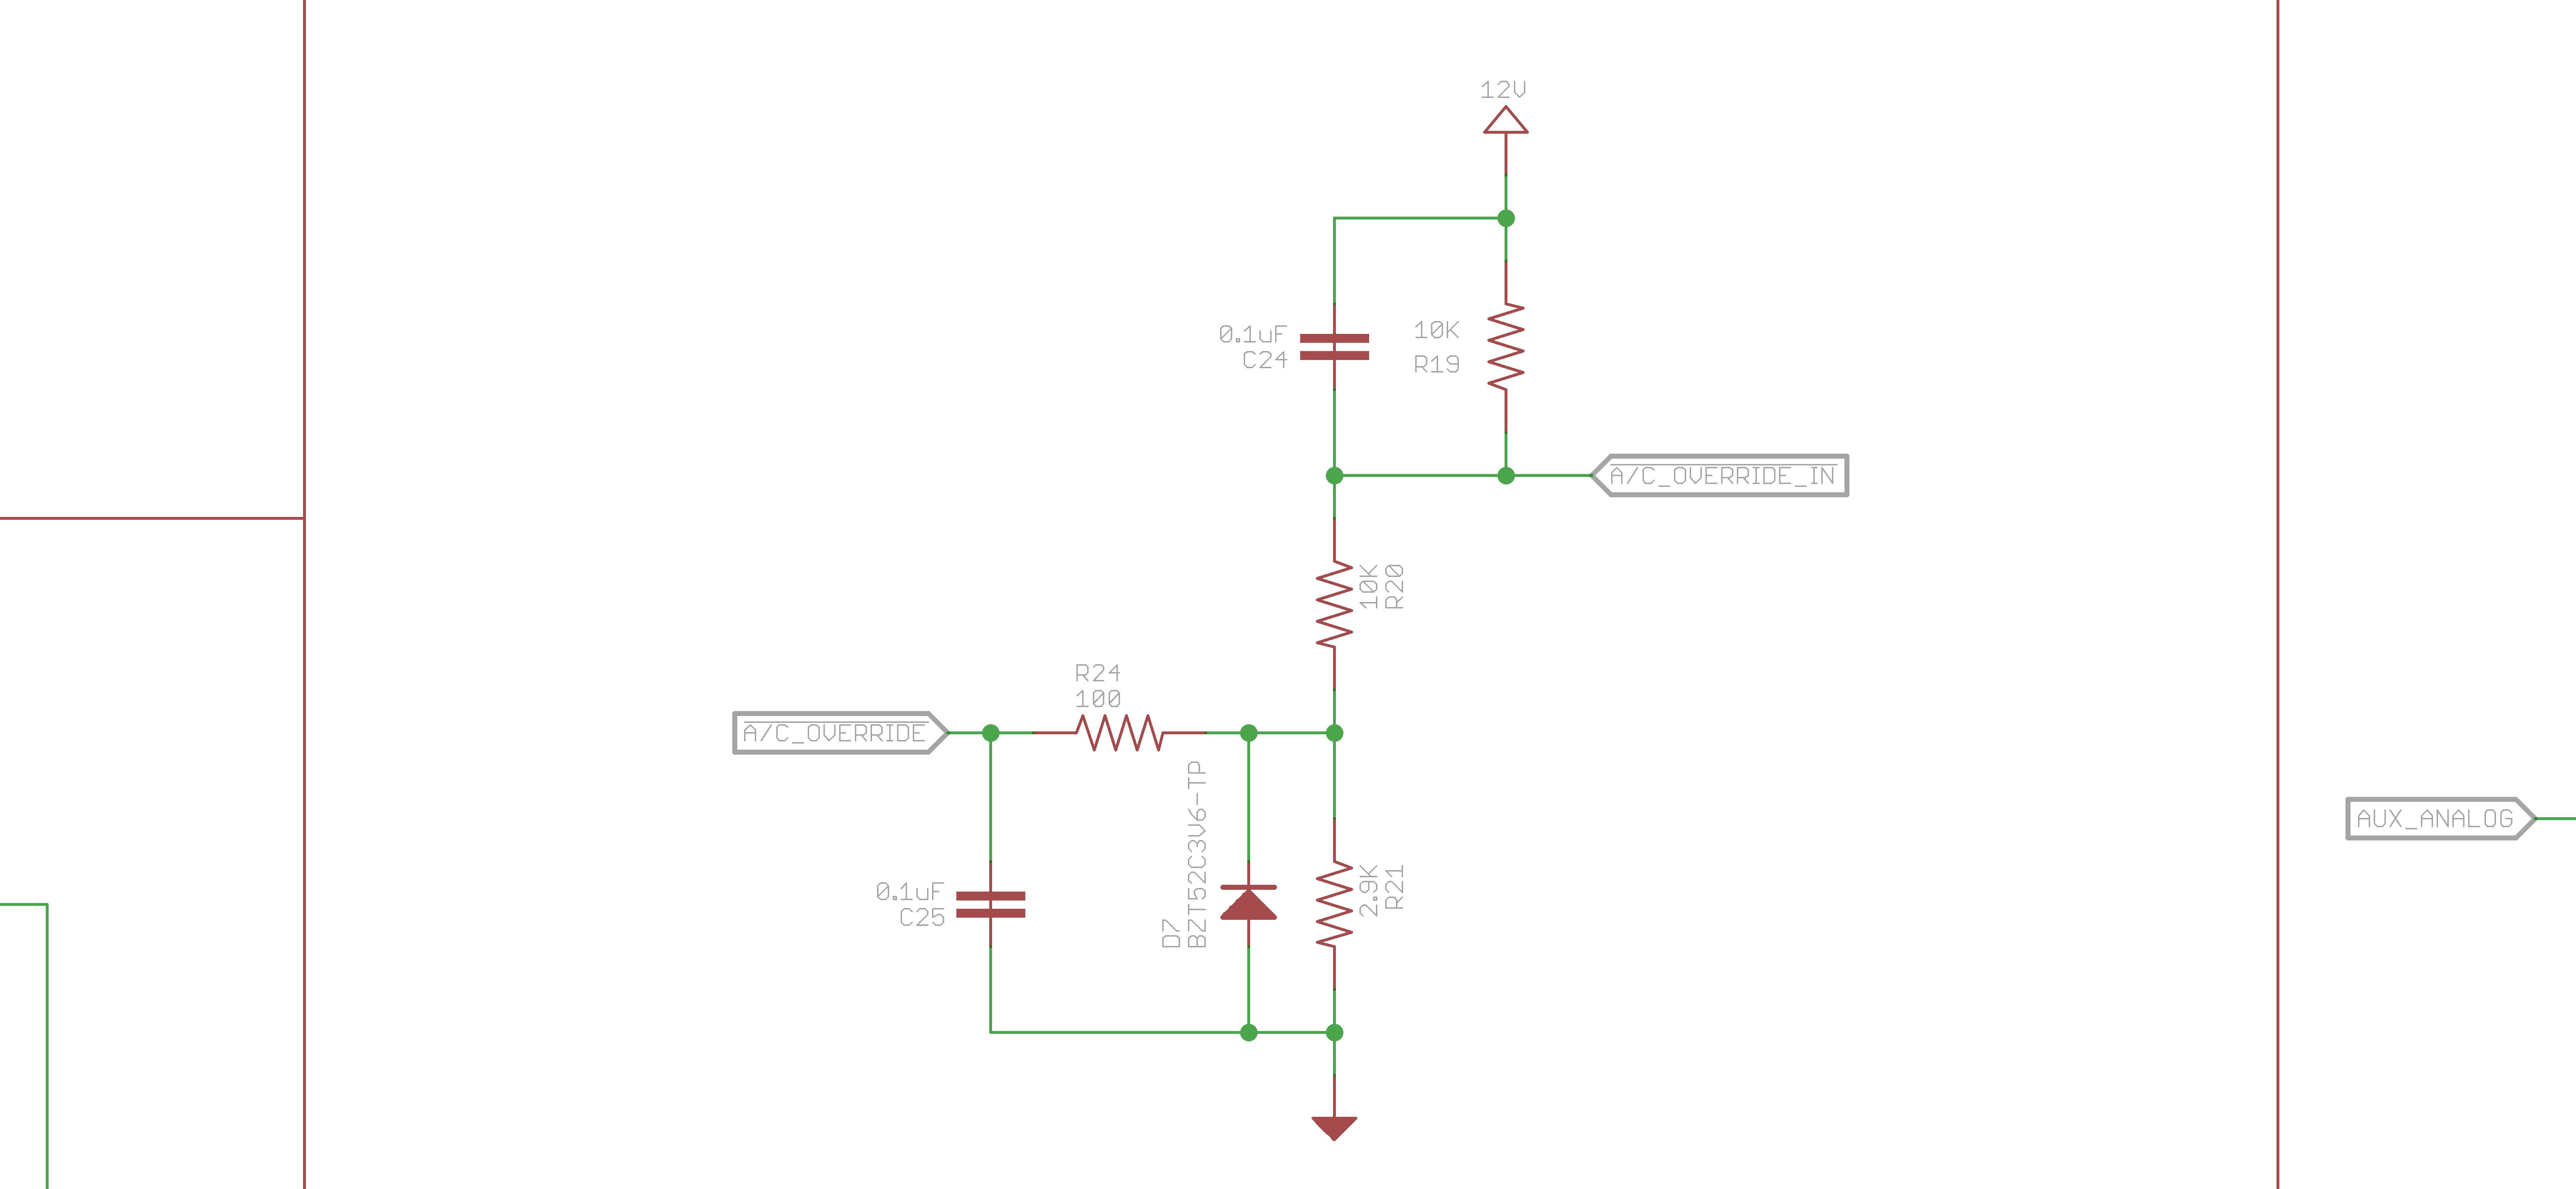 12V
0.1uF
C24
10K
R19
A/C_OVERRIDE_IN
10K
R20
R24
100
A/C_OVERRIDE
0.1uF
C25
D7
BZT52C3V6-TP
2.9K
R21
AUX_ANALOG